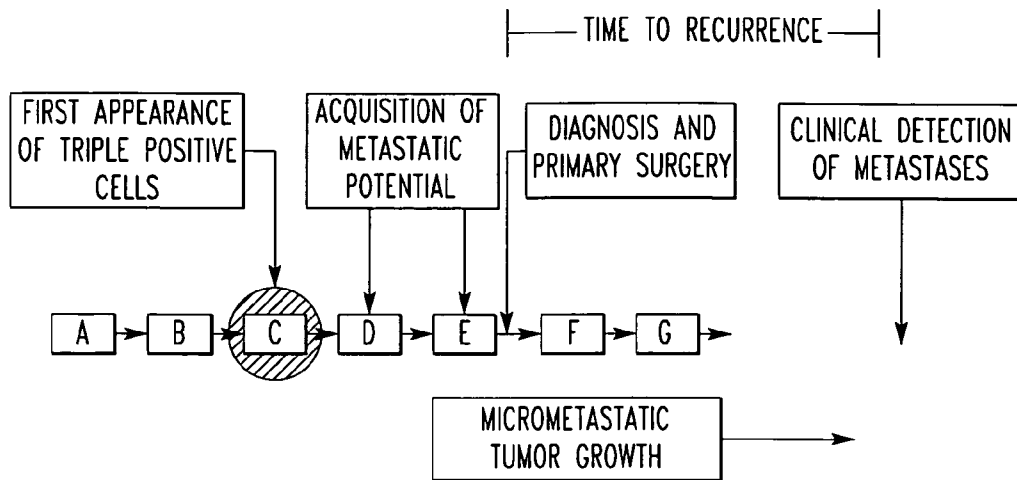 TIME TO RECURRENCE
FIRST APPEARANCE
OF TRIPLE POSITIVE
CELLS
ACQUISITION OF
METASTATIC
POTENTIAL
DIAGNOSIS AND
PRIMARY SURGERY
CLINICAL DETECTION
OF METASTASES
A B C D E F G
MICROMETASTATIC
TUMOR GROWTH